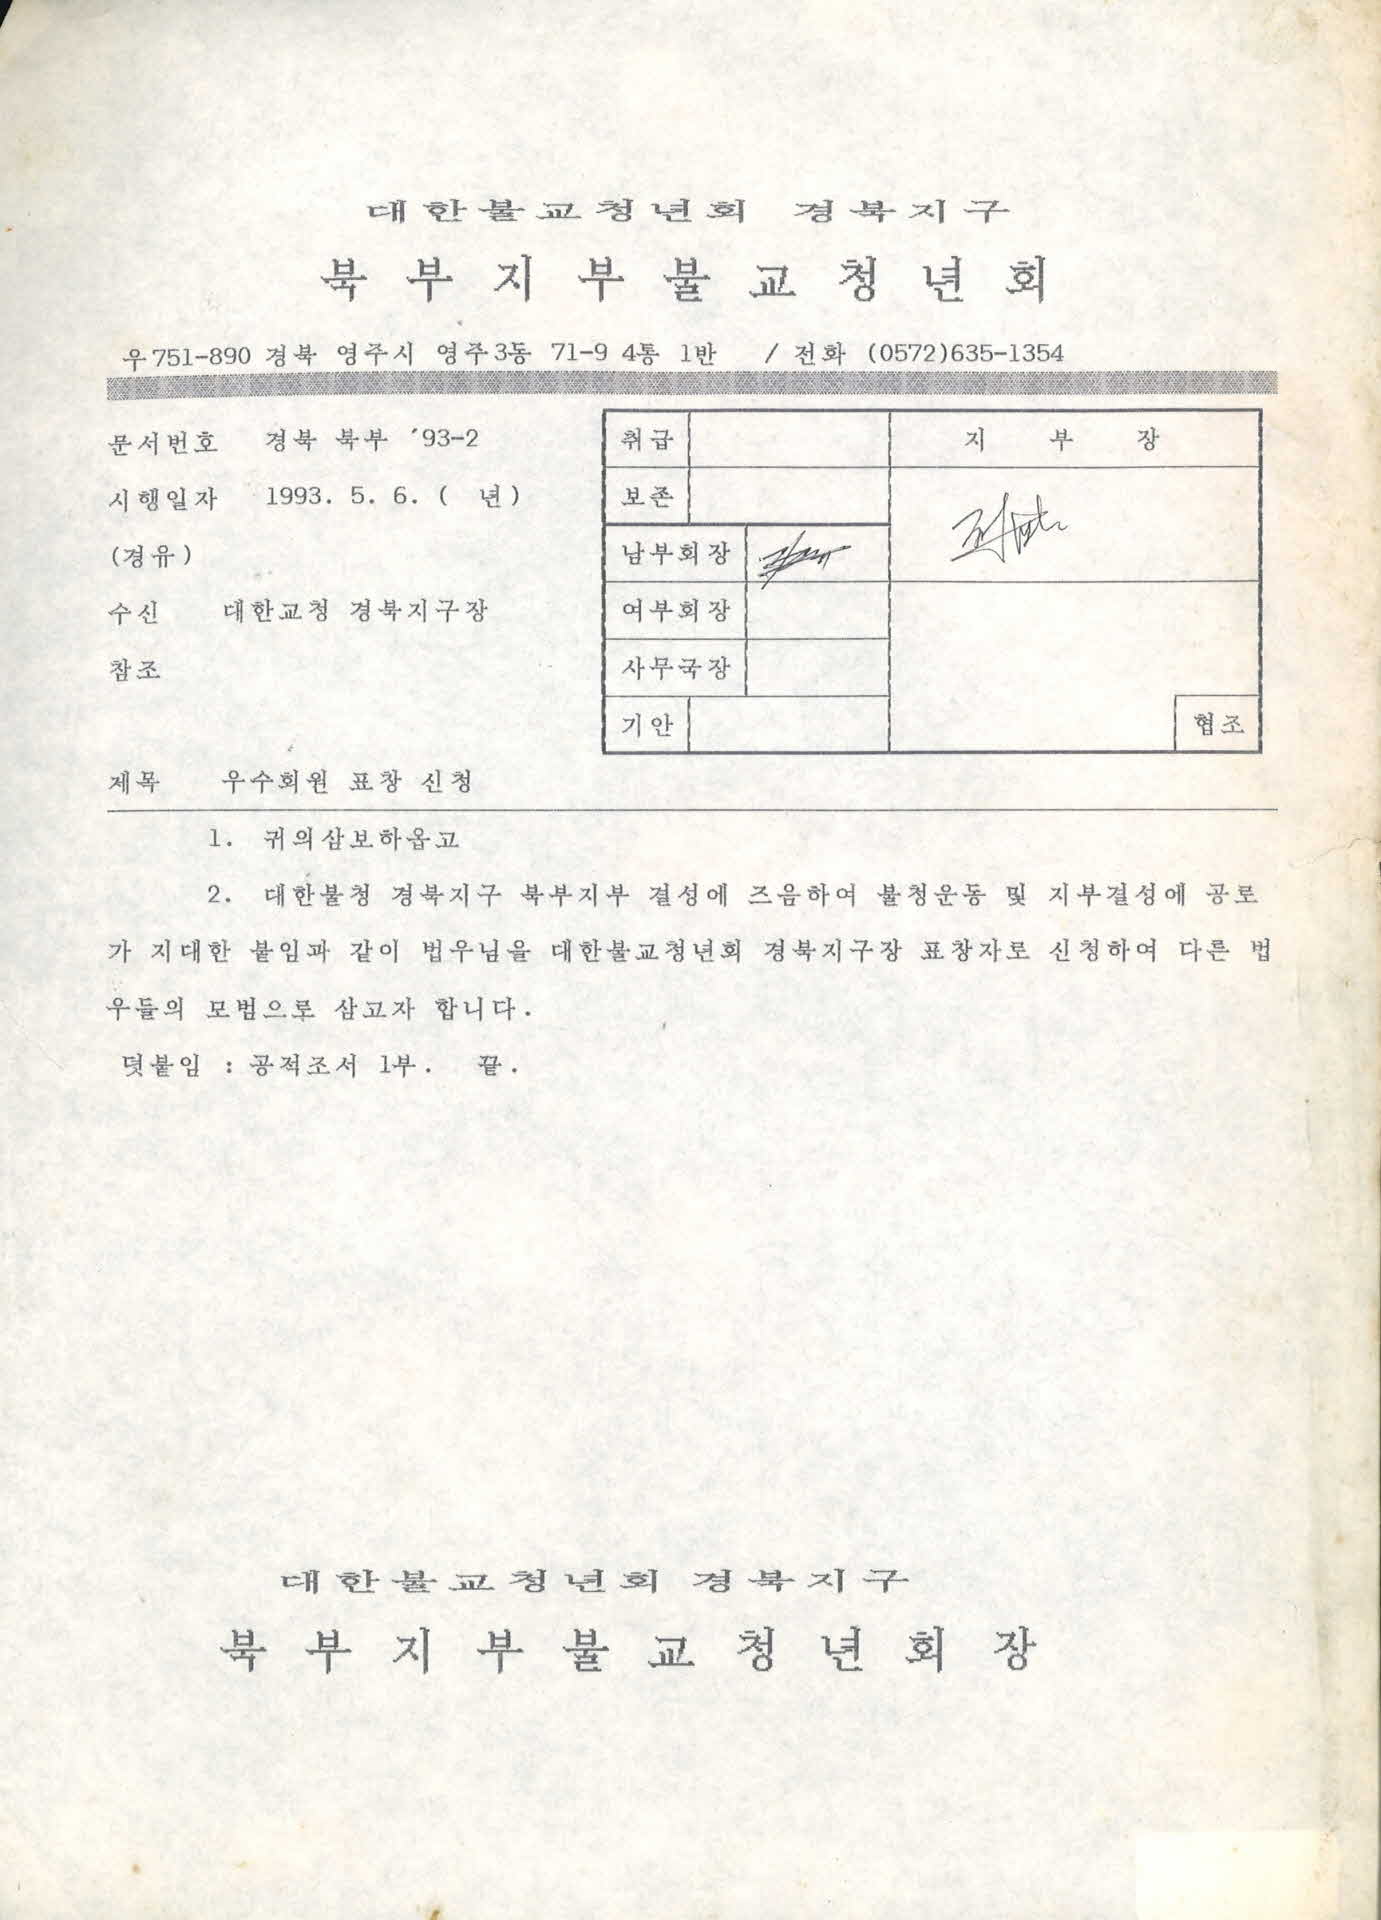 대한불교청년회 경북지구
북부지부불교청년회
우751-890 경북 영주시 영주3동 71-9 4통 1반 / 전화 (0572)635-1354
문서번호 경북 북부 '93-2
시행일자 1993. 5. 6. ( 년)
(경유)
수신 대한교청 경북지구장
참조
취급
지 부 장
보존
남부회장
여부회장
사무국장
기안
협조
제목 우수회원 표창 신청
1. 귀의삼보하옵고
2. 대한불청 경북지구 북부지부 결성에 즈음하여 불청운동 및 지부결성에 공로
가 지대한 붙임과 같이 법우님을 대한불교청년회 경북지구장 표창자로 신청하여 다른 법
우들의 모범으로 삼고자 합니다.
덧붙임 : 공적조서 1부. 끝.
대한불교청년회 경북지구
북부지부불교청년회장